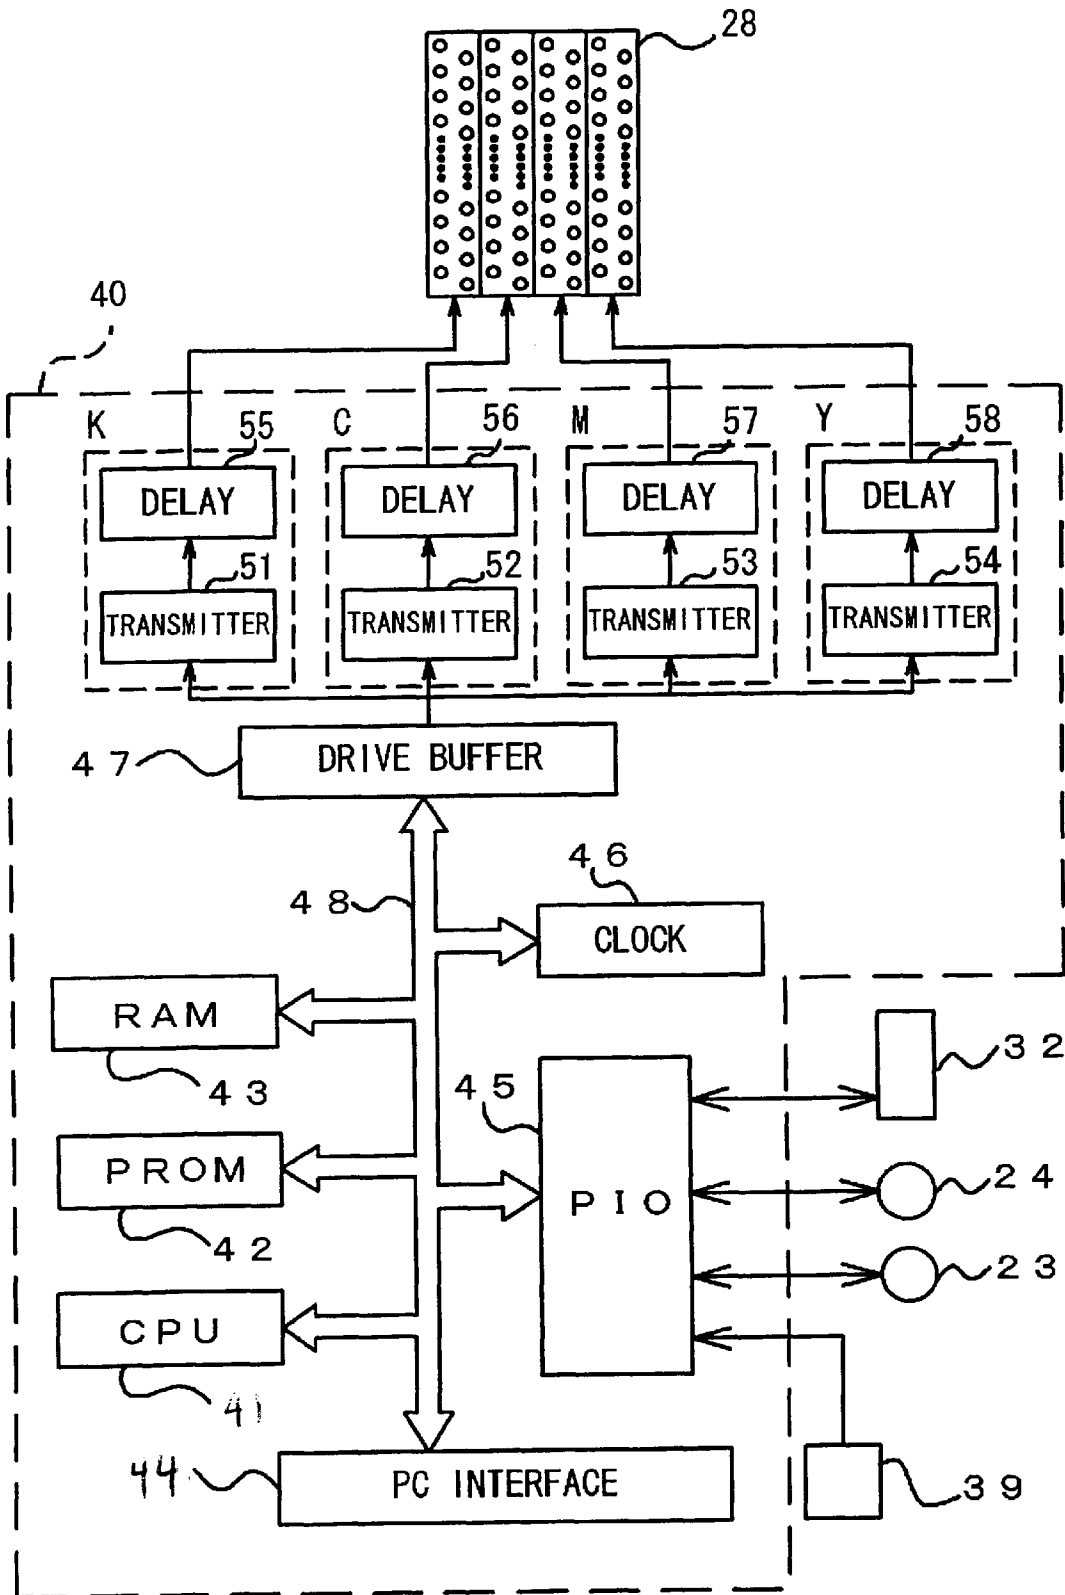 28
40
K
C
M
Y
55
56
57
58
DELAY
DELAY
DELAY
DELAY
51
52
53
54
TRANSMITTER
TRANSMITTER
TRANSMITTER
TRANSMITTER
47
DRIVE BUFFER
46
48
CLOCK
RAM
43
45
32
PROM
42
PIO
24
23
CPU
41
44
PC INTERFACE
39